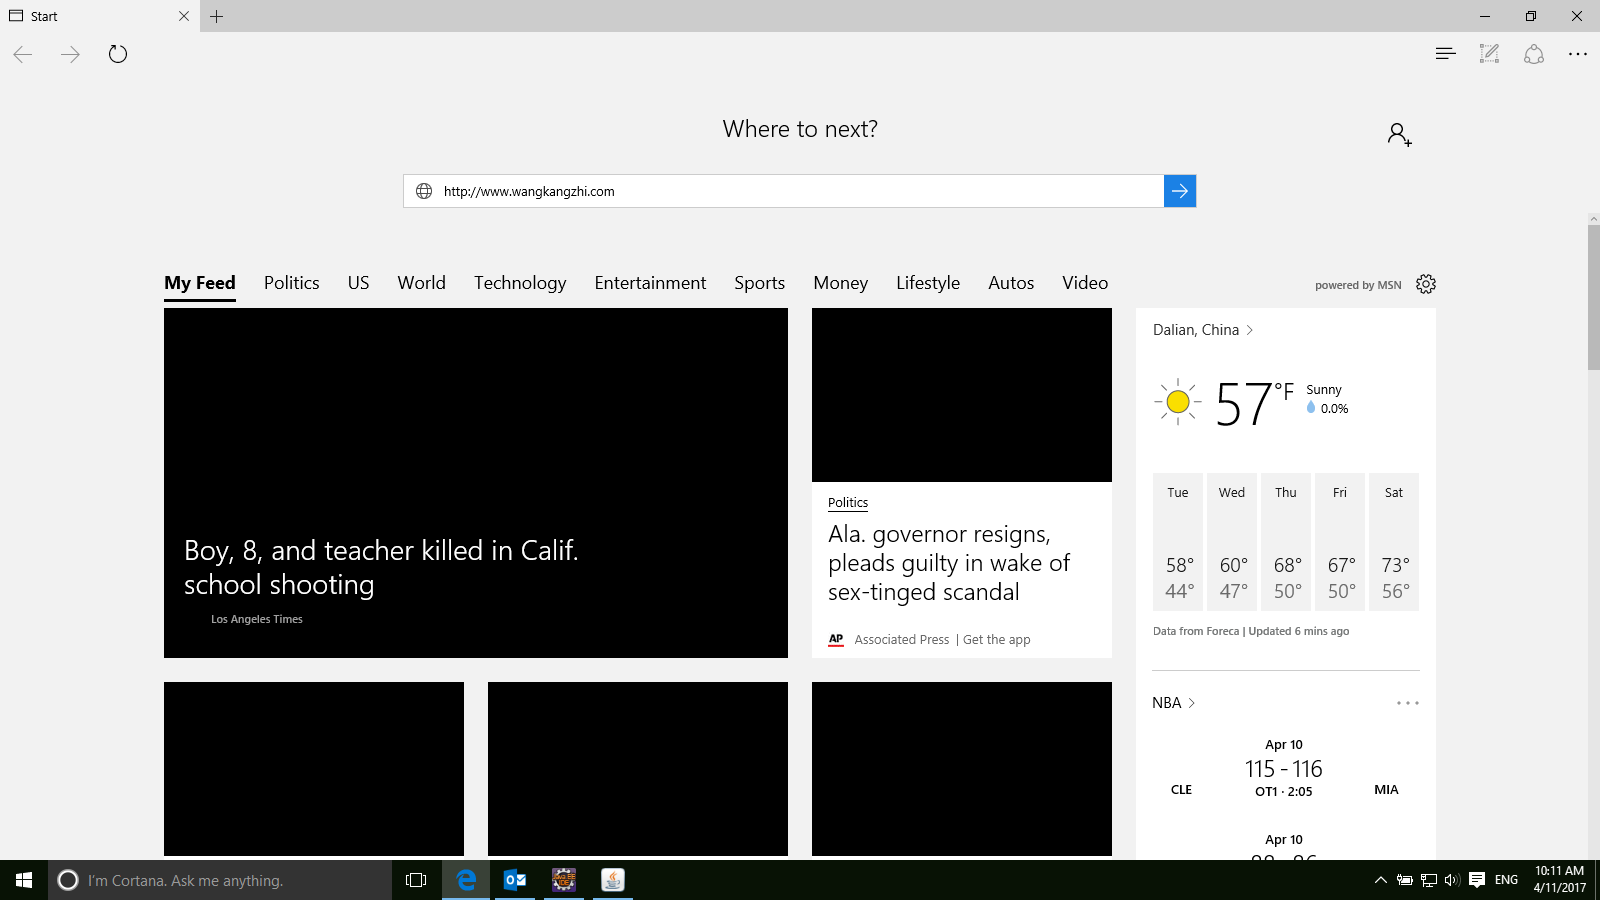 Start
Where to next?
http://www.wangkangzhi.com
My Feed Politics US World Technology Entertainment Sports Money Lifestyle Autos Video
powered by MSN
Boy, 8, and teacher killed in Calif.
school shooting
Los Angeles Times
Politics
Ala. governor resigns,
pleads guilty in wake of
sex-tinged scandal
AP Associated Press | Get the app
Dalian, China
57°F
Sunny
0.0%
Tue Wed Thu Fri Sat
58° 60° 68° 67° 73°
44° 47° 50° 50° 56°
Data from Foreca | Updated 6 mins ago
NBA
Apr 10
115 - 116
CLE OT1 · 2:05 MIA
Apr 10
I'm Cortana. Ask me anything.
ENG
10:11 AM
4/11/2017